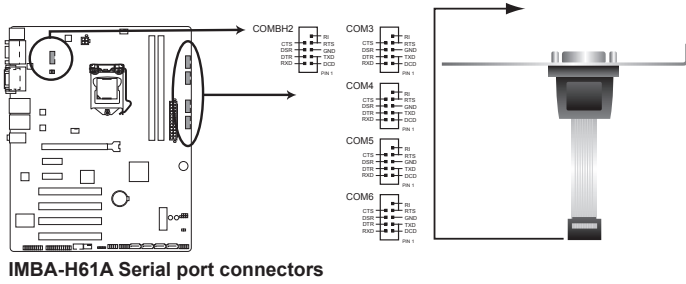 COMBH2
RI
CTS RTS
DSR GND
DTR TXD
RXD DCD
PIN 1
COM3
RI
CTS RTS
DSR GND
DTR TXD
RXD DCD
PIN 1
COM4
RI
CTS RTS
DSR GND
DTR TXD
RXD DCD
PIN 1
COM5
RI
CTS RTS
DSR GND
DTR TXD
RXD DCD
PIN 1
COM6
RI
CTS RTS
DSR GND
DTR TXD
RXD DCD
PIN 1
IMBA-H61A Serial port connectors